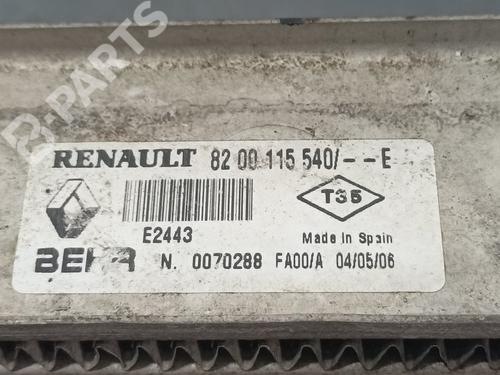 RENAULT 82 00 115 540/--E
T35
E2443 Made in Spain
BEHR N. 0070288 FA00/A 04/05/06
B-PARTS